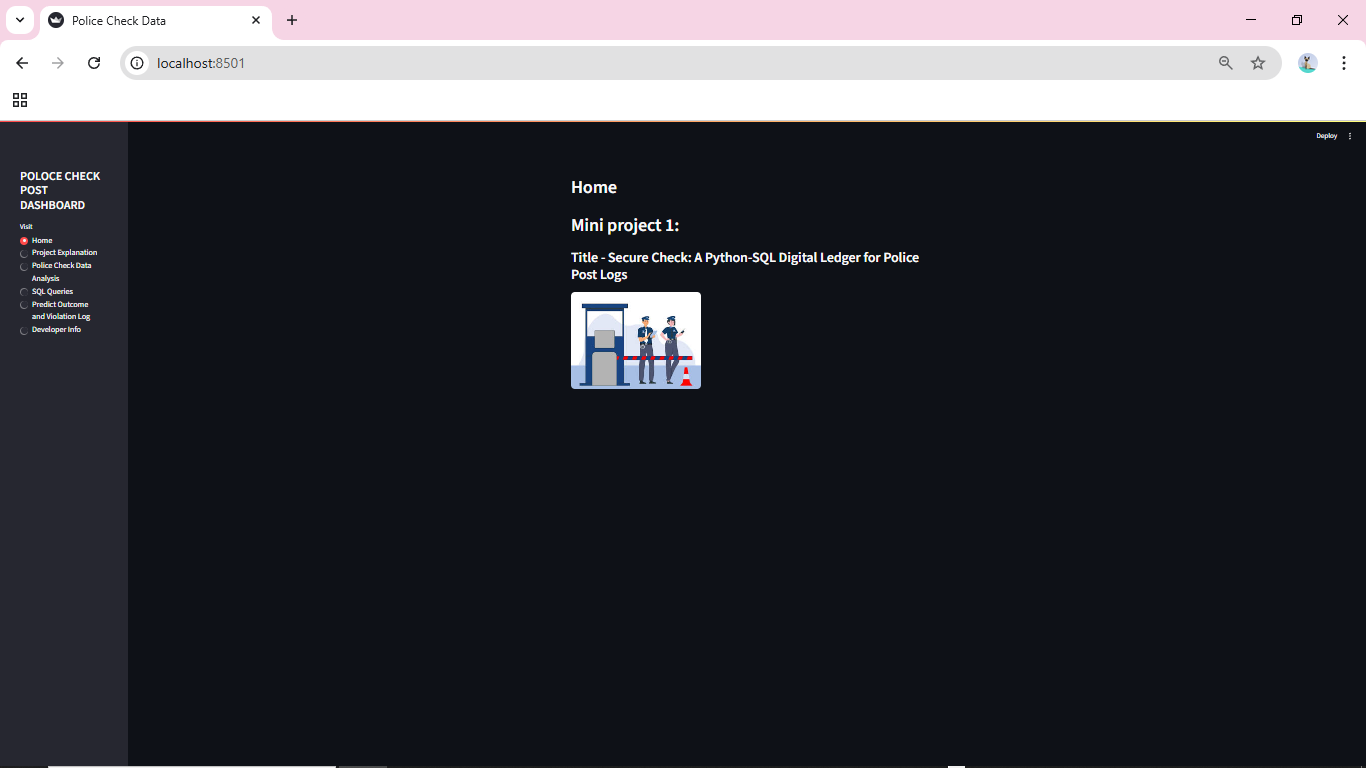 Police Check Data
localhost:8501
Deploy
POLOCE CHECK
POST
DASHBOARD
Visit
Home
Project Explanation
Police Check Data
Analysis
SQL Queries
Predict Outcome
and Violation Log
Developer Info
Home
Mini project 1:
Title - Secure Check: A Python-SQL Digital Ledger for Police
Post Logs